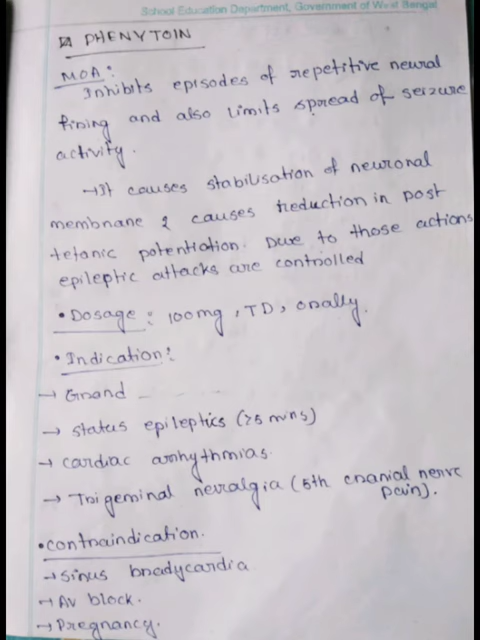 School Education Department, Government of West Bengal
PHENYTOIN
MOA:
Inhibits episodes of repetitive neural
firing and also limits spread of seizure
activity.
→It causes stabilisation of neuronal
membrane & causes reduction in post
tetanic potentiation. Due to those actions
epileptic attacks are controlled
• Dosage: 100mg, TD, orally.
• Indication:
→ Grand
→ status epileptics (>5 mins)
→ cardiac arrhythmias.
→ Trigeminal neuralgia (5th cranial nerve
pain).
• contraindication.
→ sinus bradycardia
→ AV block.
→ Pregnancy.